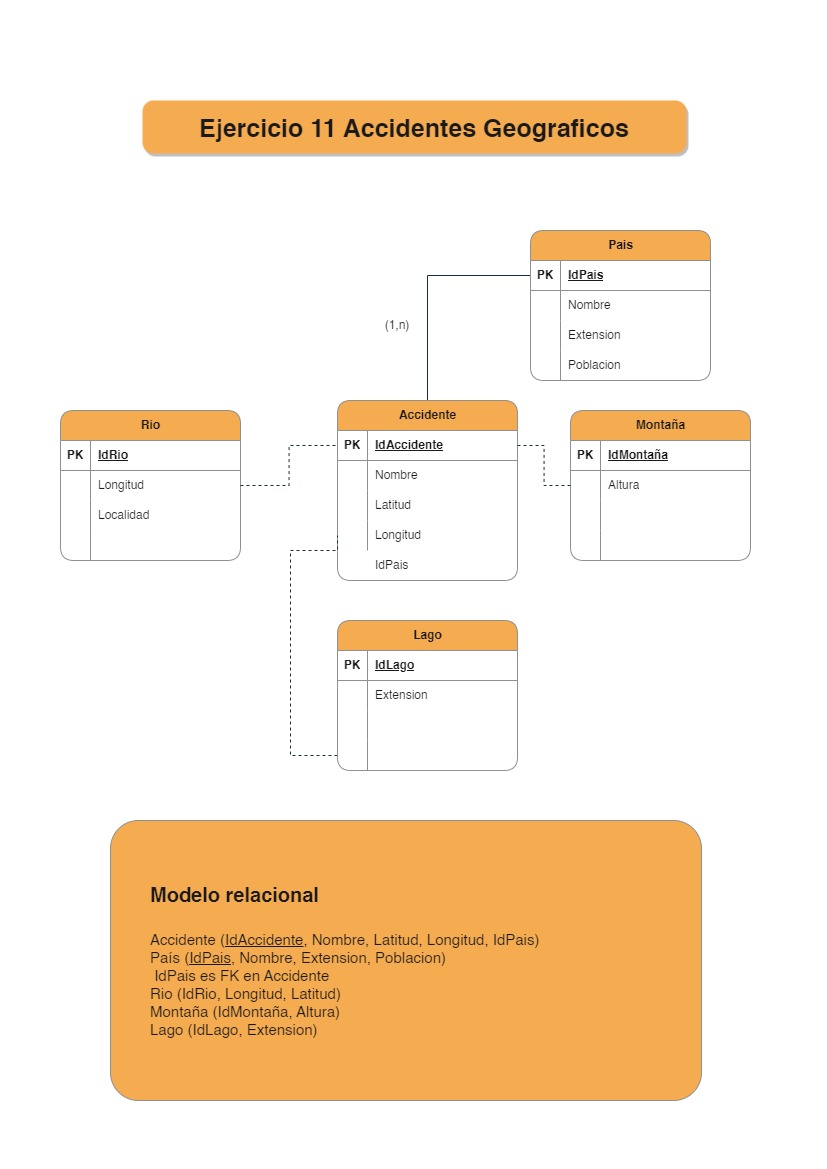 Ejercicio 11 Accidentes Geograficos
Pais
PK IdPais
Nombre
Extension
Poblacion
(1,n)
Rio
PK IdRio
Longitud
Localidad
Accidente
PK IdAccidente
Nombre
Latitud
Longitud
IdPais
Montaña
PK IdMontaña
Altura
Lago
PK IdLago
Extension
Modelo relacional
Accidente (IdAccidente, Nombre, Latitud, Longitud, IdPais)
País (IdPais, Nombre, Extension, Poblacion)
IdPais es FK en Accidente
Rio (IdRio, Longitud, Latitud)
Montaña (IdMontaña, Altura)
Lago (IdLago, Extension)